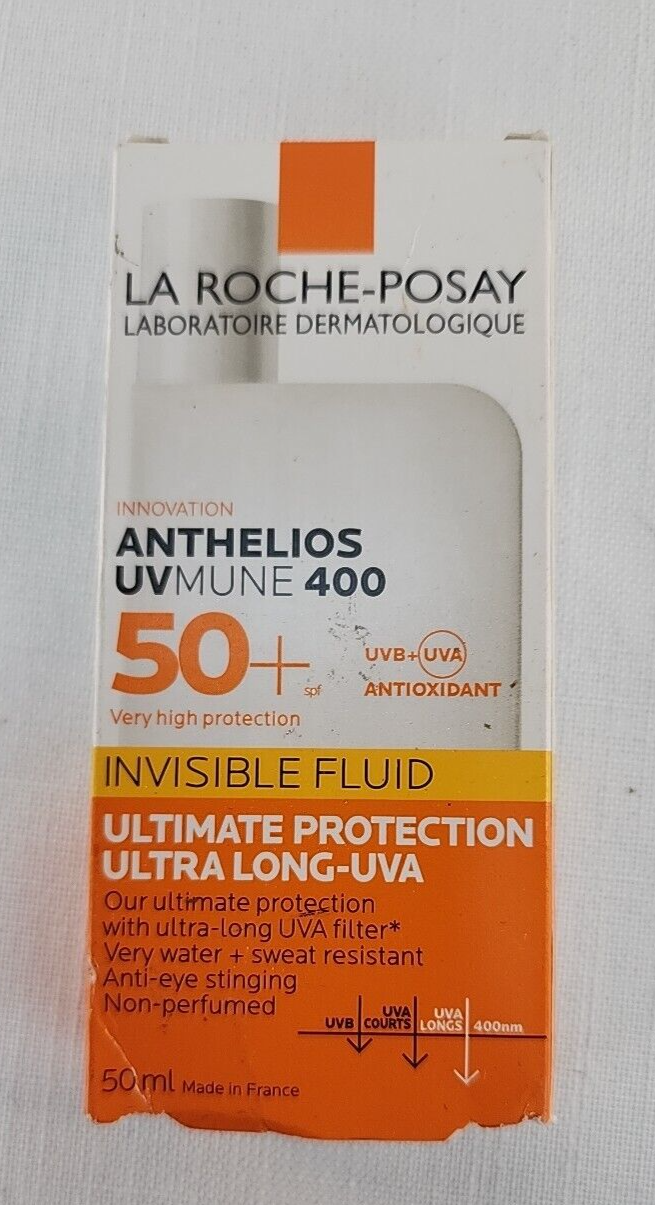 LA ROCHE-POSAY
LABORATOIRE DERMATOLOGIQUE
INNOVATION
ANTHELIOS
UVMUNE 400
50+ spf
UVB+UVA
ANTIOXIDANT
Very high protection
INVISIBLE FLUID
ULTIMATE PROTECTION
ULTRA LONG-UVA
Our ultimate protection
with ultra-long UVA filter*
Very water + sweat resistant
Anti-eye stinging
Non-perfumed
UVB UVA COURTS UVA LONGS 400nm
50 ml Made in France